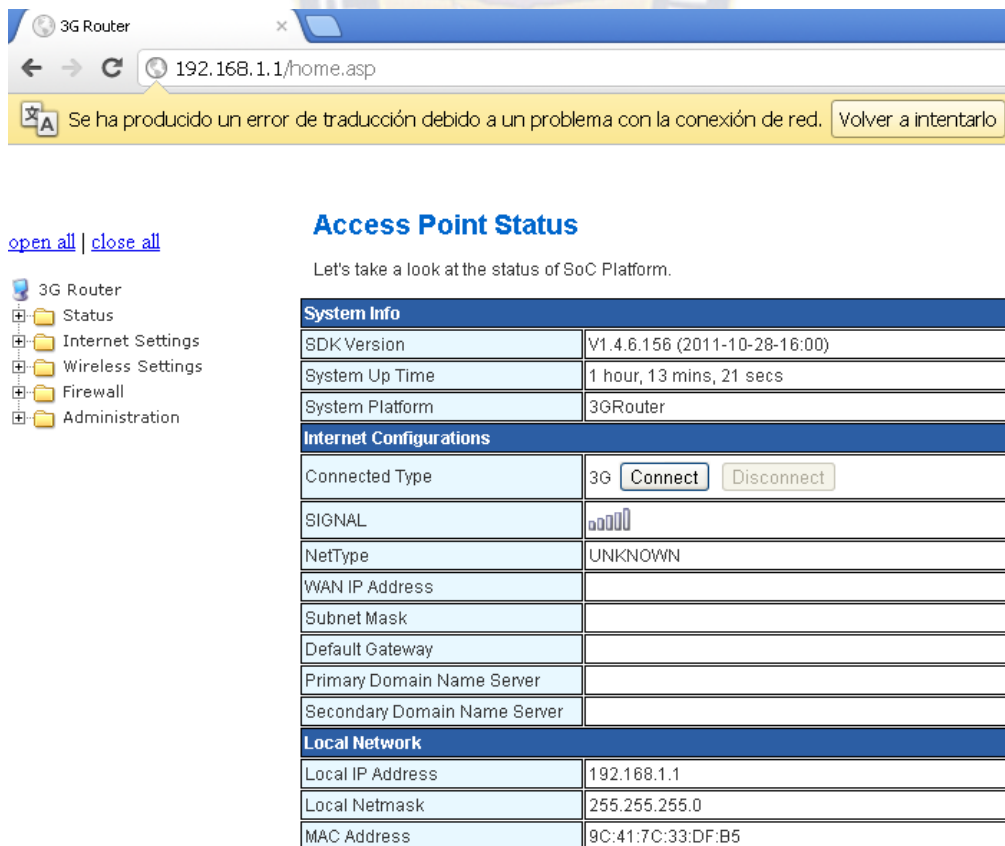 3G Router
192.168.1.1/home.asp
Se ha producido un error de traducción debido a un problema con la conexión de red. Volver a intentarlo
open all | close all
3G Router
Status
Internet Settings
Wireless Settings
Firewall
Administration
Access Point Status
Let's take a look at the status of SoC Platform.
System Info
SDK Version V1.4.6.156 (2011-10-28-16:00)
System Up Time 1 hour, 13 mins, 21 secs
System Platform 3GRouter
Internet Configurations
Connected Type 3G Connect Disconnect
SIGNAL
NetType UNKNOWN
WAN IP Address
Subnet Mask
Default Gateway
Primary Domain Name Server
Secondary Domain Name Server
Local Network
Local IP Address 192.168.1.1
Local Netmask 255.255.255.0
MAC Address 9C:41:7C:33:DF:B5